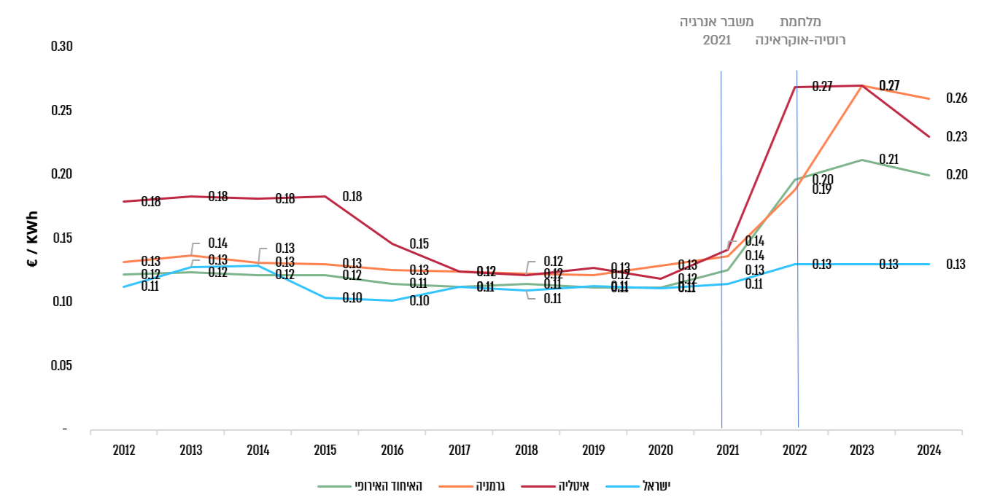 משבר אנרגיה
2021
מלחמת
רוסיה-אוקראינה
€ / KWh
0.30
0.25
0.20
0.15
0.10
0.05
-
0.18 0.18 0.18 0.18 0.15 0.12 0.12 0.13 0.12 0.14 0.27 0.27 0.23
0.13 0.14 0.13 0.13 0.13 0.12 0.12 0.12 0.13 0.14 0.19 0.27 0.26
0.12 0.12 0.12 0.12 0.11 0.11 0.11 0.11 0.11 0.13 0.20 0.21 0.20
0.11 0.13 0.13 0.10 0.10 0.11 0.11 0.11 0.11 0.11 0.13 0.13 0.13
2012 2013 2014 2015 2016 2017 2018 2019 2020 2021 2022 2023 2024
האיחוד האירופי
גרמניה
איטליה
ישראל